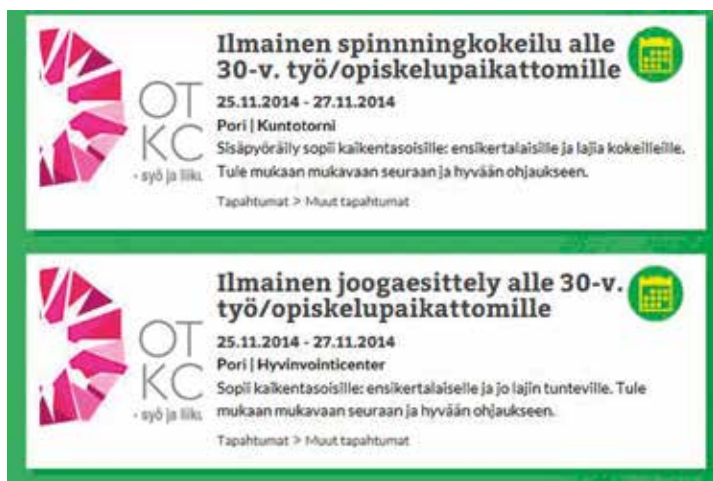 OT
KC
- syö ja liiku
Ilmainen spinnningkokeilu alle
30-v. työ/opiskelupaikattomille
25.11.2014 - 27.11.2014
Pori | Kuntotorni
Sisäpyöräily sopii kaikentasoisille: ensikertalaisille ja lajia kokeilleille.
Tule mukaan mukavaan seuraan ja hyvään ohjaukseen.
Tapahtumat > Muut tapahtumat
OT
KC
- syö ja liiku
Ilmainen joogaesittely alle 30-v.
työ/opiskelupaikattomille
25.11.2014 - 27.11.2014
Pori | Hyvinvointicenter
Sopii kaikentasoisille: ensikertalaiselle ja jo lajin tunteville. Tule
mukaan mukavaan seuraan ja hyvään ohjaukseen.
Tapahtumat > Muut tapahtumat